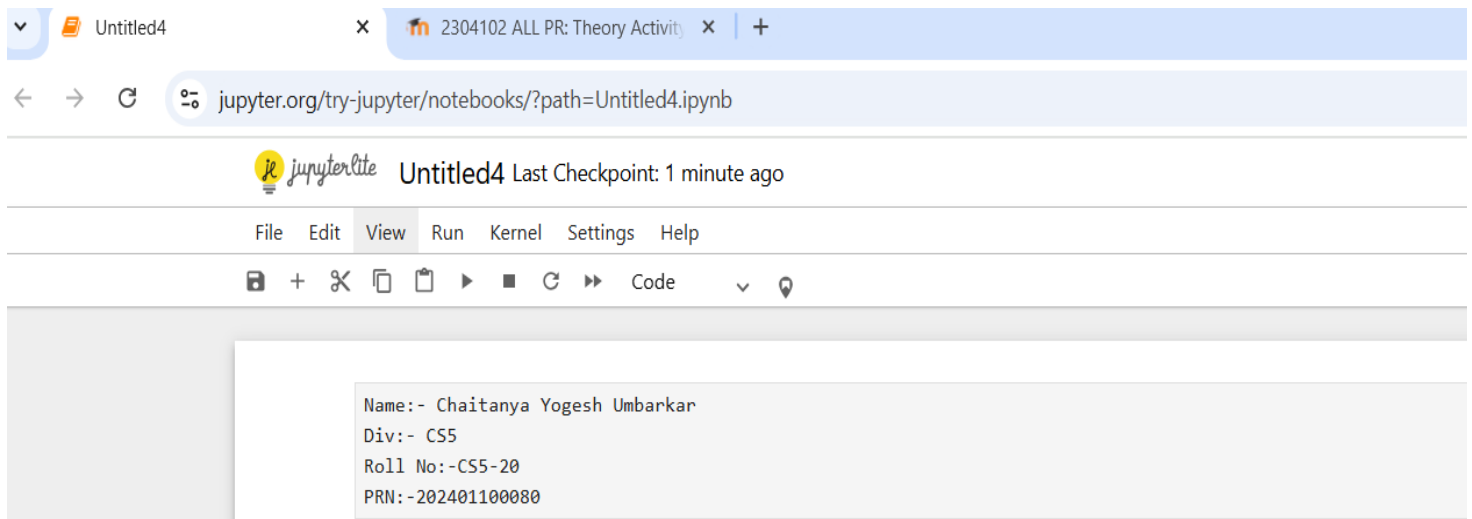 Untitled4
2304102 ALL PR: Theory Activity
jupyter.org/try-jupyter/notebooks/?path=Untitled4.ipynb
jupyterlite Untitled4 Last Checkpoint: 1 minute ago
File Edit View Run Kernel Settings Help
Code
Name:- Chaitanya Yogesh Umbarkar
Div:- CS5
Roll No:-CS5-20
PRN:-202401100080